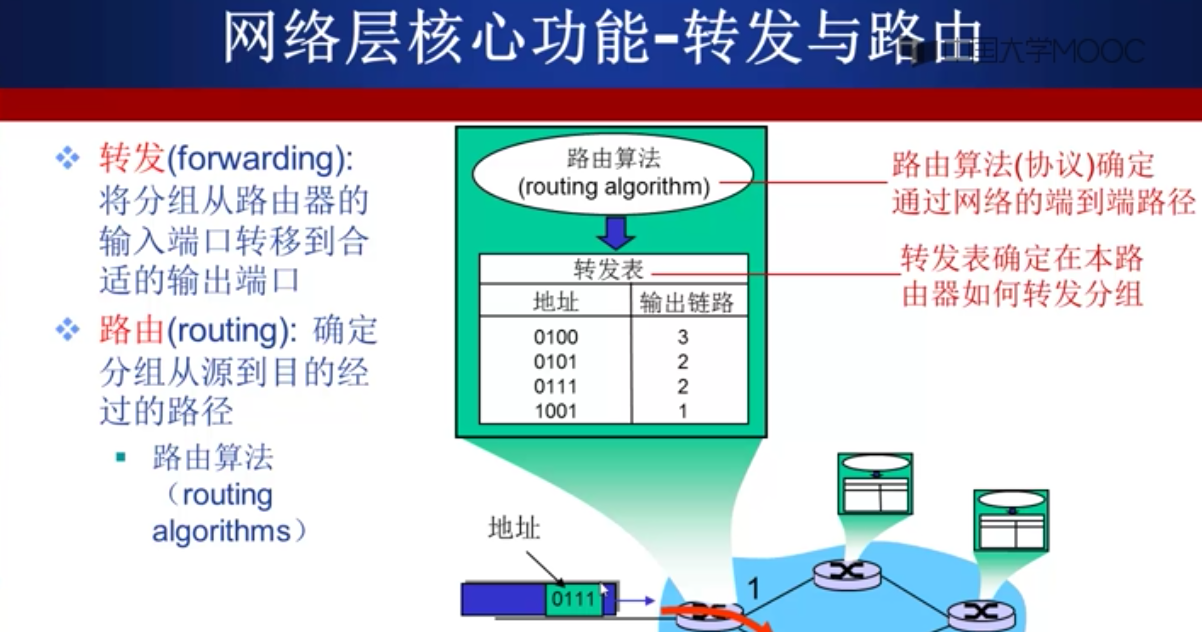 网络层核心功能-转发与路由
中国大学MOOC
转发(forwarding):
将分组从路由器的
输入端口转移到合
适的输出端口
路由(routing): 确定
分组从源到目的经
过的路径
路由算法
（routing
algorithms）
路由算法
(routing algorithm)
转发表
地址 输出链路
0100 3
0101 2
0111 2
1001 1
路由算法(协议)确定
通过网络的端到端路径
转发表确定在本路
由器如何转发分组
地址
0111
1